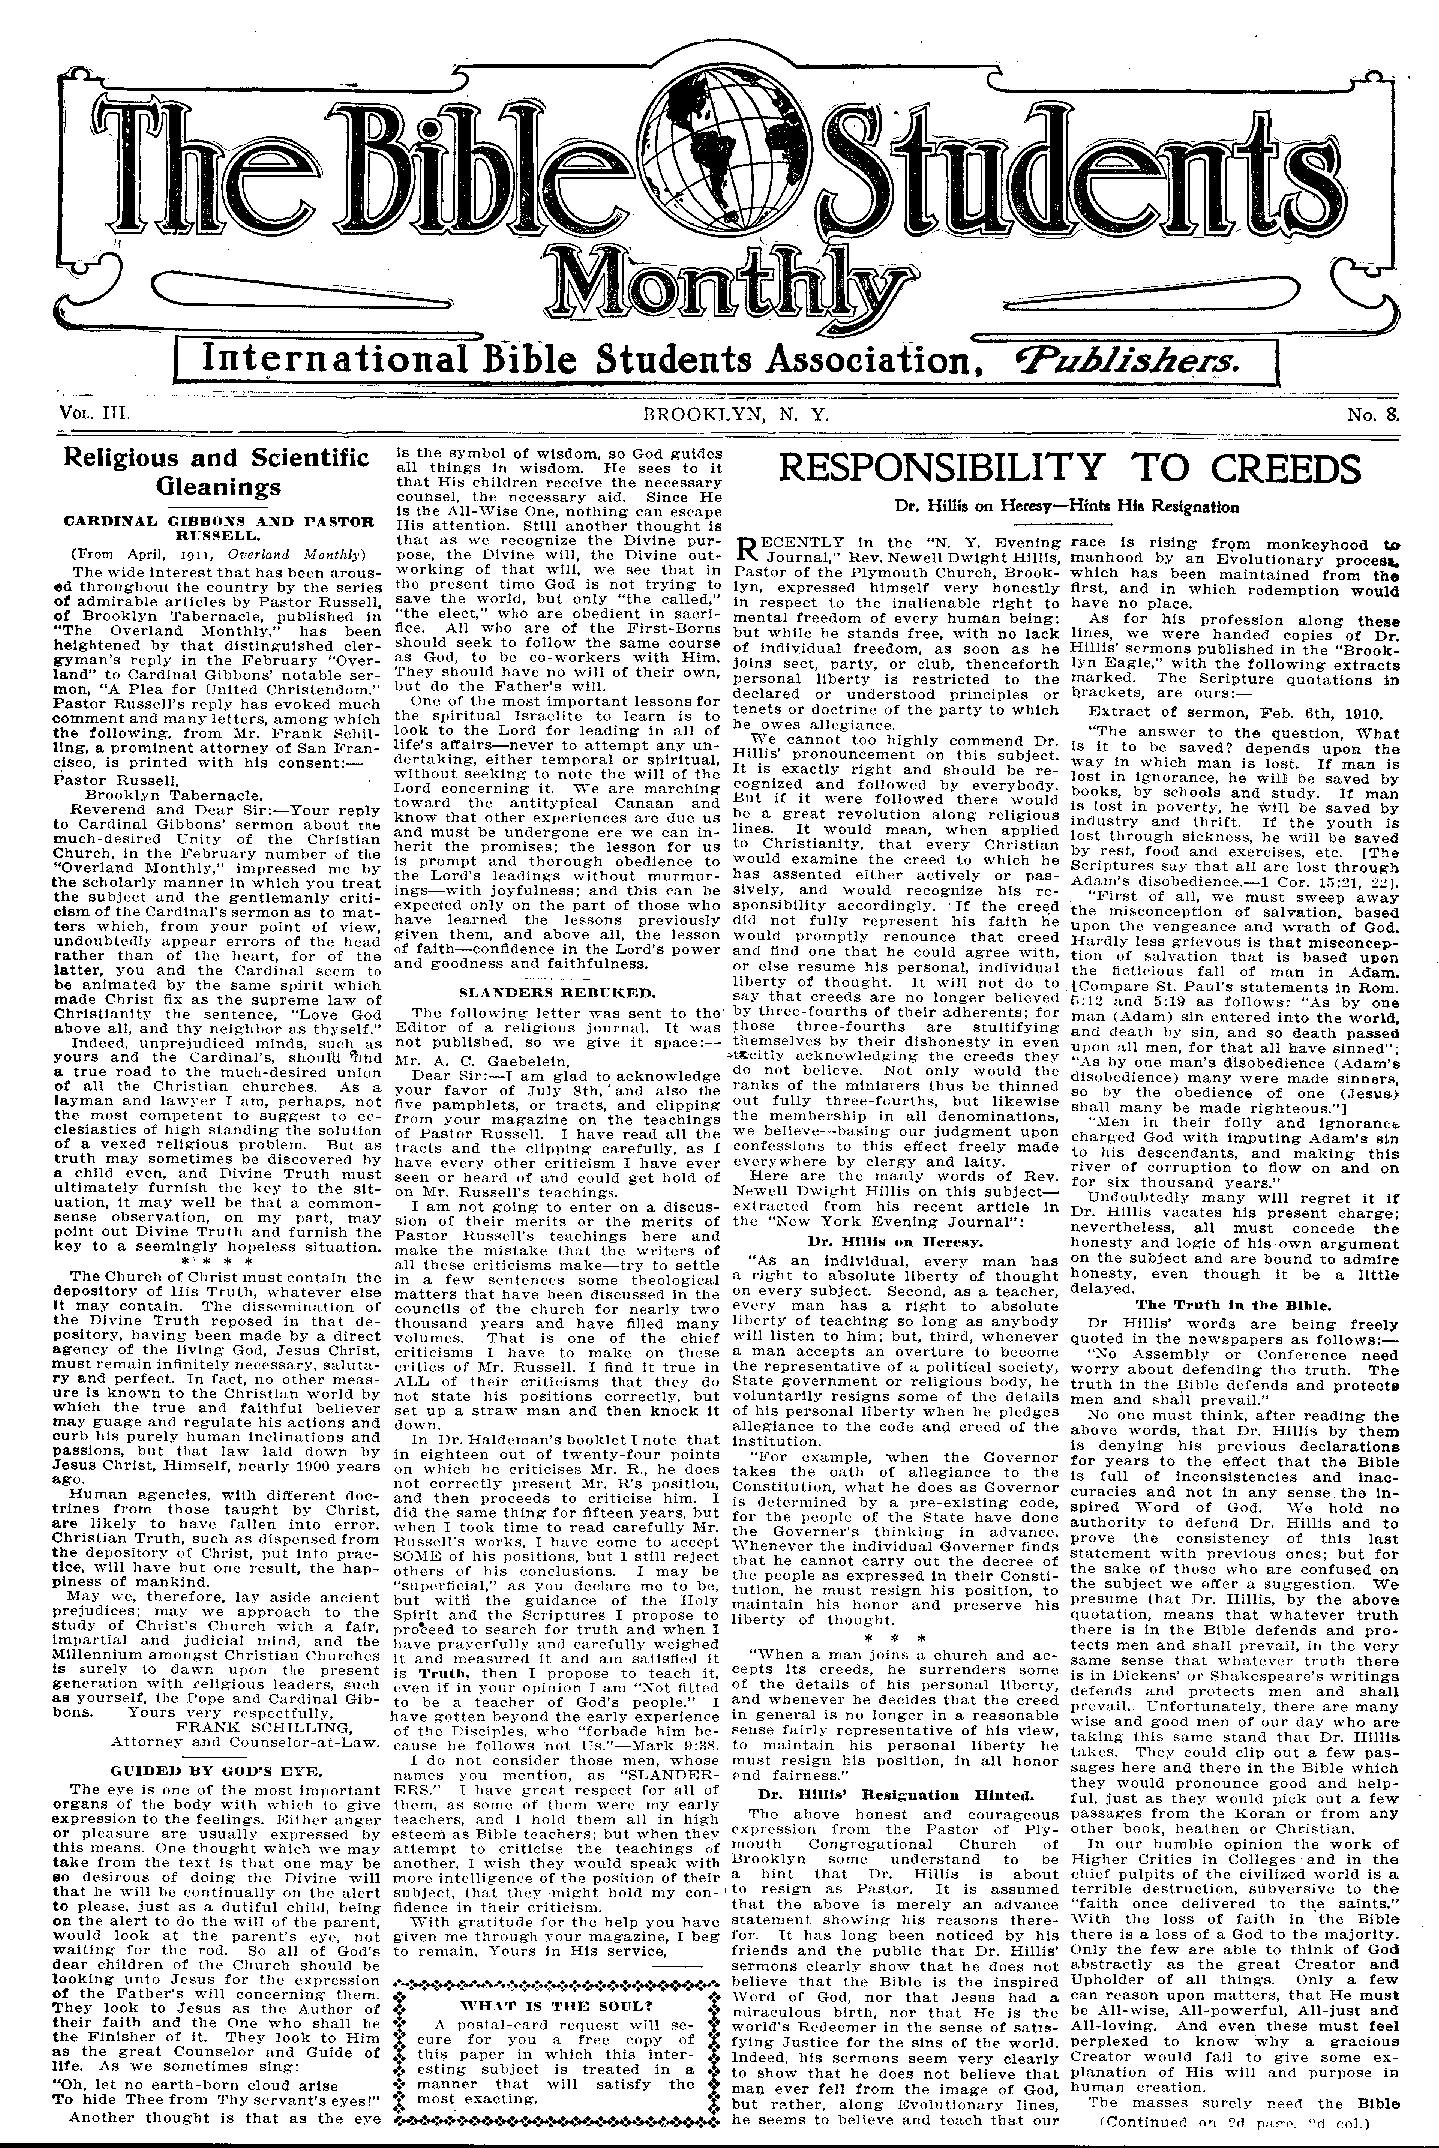 The Bible Students
Monthly
International Bible Students Association, Publishers.
VOL. III.
BROOKLYN, N. Y.
No. 8.
Religious and Scientific
Gleanings
CARDINAL GIBBONS AND PASTOR
RUSSELL.
(From April, 1911, Overland Monthly)
The wide interest that has been arous-
ed throughout the country by the series
of admirable articles by Pastor Russell,
of Brooklyn Tabernacle, published in
"The Overland Monthly," has been
heightened by that distinguished cler-
gyman's reply in the February "Over-
land" to Cardinal Gibbons' notable ser-
mon, "A Plea for United Christendom."
Pastor Russell's reply has evoked much
comment and many letters, among which
the following, from Mr. Frank Schil-
ling, a prominent attorney of San Fran-
cisco, is printed with his consent:—
Pastor Russell,
Brooklyn Tabernacle.
Reverend and Dear Sir:—Your reply
to Cardinal Gibbons' sermon about the
much-desired Unity of the Christian
Church, in the February number of the
"Overland Monthly," impressed me by
the scholarly manner in which you treat
the subject and the gentlemanly criti-
cism of the Cardinal's sermon as to mat-
ters which, from your point of view,
undoubtedly appear errors of the head
rather than of the heart, for of the
latter, you and the Cardinal seem to
be animated by the same spirit which
made Christ fix as the supreme law of
Christianity the sentence, "Love God
above all, and thy neighbor as thyself."
Indeed, unprejudiced minds, such as
yours and the Cardinal's, should find
a true road to the much-desired union
of all the Christian churches. As a
layman and lawyer I am, perhaps, not
the most competent to suggest to ec-
clesiastics of high standing the solution
of a vexed religious problem. But as
truth may sometimes be discovered by
a child even, and Divine Truth must
ultimately furnish the key to the sit-
uation, it may well be that a common-
sense observation, on my part, may
point out Divine Truth and furnish the
key to a seemingly hopeless situation.
* * * *
The Church of Christ must contain the
depository of His Truth, whatever else
it may contain. The dissemination of
the Divine Truth reposed in that de-
pository, having been made by a direct
agency of the living God, Jesus Christ,
must remain infinitely necessary, saluta-
ry and perfect. In fact, no other meas-
ure is known to the Christian world by
which the true and faithful believer
may guage and regulate his actions and
curb his purely human inclinations and
passions, but that law laid down by
Jesus Christ, Himself, nearly 1900 years
ago.
Human agencies, with different doc-
trines from those taught by Christ,
are likely to have fallen into error.
Christian Truth, such as dispensed from
the depository of Christ, put into prac-
tice, will have but one result, the hap-
piness of mankind.
May we, therefore, lay aside ancient
prejudices; may we approach to the
study of Christ's Church with a fair,
impartial and judicial mind, and the
Millennium amongst Christian Churches
is surely to dawn upon the present
generation with religious leaders, such
as yourself, the Pope and Cardinal Gib-
bons. Yours very respectfully,
FRANK SCHILLING,
Attorney and Counselor-at-Law.
GUIDED BY GOD'S EYE.
The eye is one of the most important
organs of the body with which to give
expression to the feelings. Either anger
or pleasure are usually expressed by
this means. One thought which we may
take from the text is that one may be
so desirous of doing the Divine will
that he will be continually on the alert
to please, just as a dutiful child, being
on the alert to do the will of the parent,
would look at the parent's eye, not
waiting for the rod. So all of God's
dear children of the Church should be
looking unto Jesus for the expression
of the Father's will concerning them.
They look to Jesus as the Author of
their faith and the One who shall be
the Finisher of it. They look to Him
as the great Counselor and Guide of
life. As we sometimes sing:
"Oh, let no earth-born cloud arise
To hide Thee from Thy servant's eyes!"
Another thought is that as the eye
is the symbol of wisdom, so God guides
all things in wisdom. He sees to it
that His children receive the necessary
counsel, the necessary aid. Since He
is the All-Wise One, nothing can escape
His attention. Still another thought is
that as we recognize the Divine pur-
pose, the Divine will, the Divine out-
working of that will, we see that in
the present time God is not trying to
save the world, but only "the called,"
"the elect," who are obedient in sacri-
fice. All who are of the First-Borns
should seek to follow the same course
as God, to be co-workers with Him.
They should have no will of their own,
but do the Father's will.
One of the most important lessons for
the spiritual Israelite to learn is to
look to the Lord for leading in all of
life's affairs—never to attempt any un-
dertaking, either temporal or spiritual,
without seeking to note the will of the
Lord concerning it. We are marching
toward the antitypical Canaan and
know that other experiences are due us
and must be undergone ere we can in-
herit the promises; the lesson for us
is prompt and thorough obedience to
the Lord's leadings without murmur-
ings—with joyfulness; and this can be
expected only on the part of those who
have learned the lessons previously
given them, and above all, the lesson
of faith—confidence in the Lord's power
and goodness and faithfulness.
SLANDERS REBUKED.
The following letter was sent to the
Editor of a religious journal. It was
not published, so we give it space:—
Mr. A. C. Gaebelein,
Dear Sir:—I am glad to acknowledge
your favor of July 8th, and also the
five pamphlets, or tracts, and clipping
from your magazine on the teachings
of Pastor Russell. I have read all the
tracts and the clipping carefully, as I
have every other criticism I have ever
seen or heard of and could get hold of
on Mr. Russell's teachings.
I am not going to enter on a discus-
sion of their merits or the merits of
Pastor Russell's teachings here and
make the mistake that the writers of
all these criticisms make—try to settle
in a few sentences some theological
matters that have been discussed in the
councils of the church for nearly two
thousand years and have filled many
volumes. That is one of the chief
criticisms I have to make on these
critics of Mr. Russell. I find it true in
ALL of their criticisms that they do
not state his positions correctly, but
set up a straw man and then knock it
down.
In Dr. Haldeman's booklet I note that
in eighteen out of twenty-four points
on which he criticises Mr. R., he does
not correctly present Mr. R's position,
and then proceeds to criticise him. I
did the same thing for fifteen years, but
when I took time to read carefully Mr.
Russell's works, I have come to accept
SOME of his positions, but I still reject
others of his conclusions. I may be
"superficial," as you declare me to be,
but with the guidance of the Holy
Spirit and the Scriptures I propose to
proceed to search for truth and when I
have prayerfully and carefully weighed
it and measured it and am satisfied it
is Truth, then I propose to teach it,
even if in your opinion I am "Not fitted
to be a teacher of God's people." I
have gotten beyond the early experience
of the Disciples, who "forbade him be-
cause he follows not Us."—Mark 9:38.
I do not consider those men, whose
names you mention, as "SLANDER-
ERS." I have great respect for all of
them, as some of them were my early
teachers, and I hold them all in high
esteem as Bible teachers; but when they
attempt to criticise the teachings of
another, I wish they would speak with
more intelligence of the position of their
subject, that they might hold my con-
fidence in their criticism.
With gratitude for the help you have
given me through your magazine, I beg
to remain, Yours in His service,
WHAT IS THE SOUL?
A postal-card request will se-
cure for you a free copy of
this paper in which this inter-
esting subject is treated in a
manner that will satisfy the
most exacting.
RESPONSIBILITY TO CREEDS
Dr. Hillis on Heresy—Hints His Resignation
RECENTLY in the "N. Y. Evening
Journal," Rev. Newell Dwight Hillis,
Pastor of the Plymouth Church, Brook-
lyn, expressed himself very honestly
in respect to the inalienable right to
mental freedom of every human being;
but while he stands free, with no lack
of individual freedom, as soon as he
joins sect, party, or club, thenceforth
personal liberty is restricted to the
declared or understood principles or
tenets or doctrine of the party to which
he owes allegiance.
We cannot too highly commend Dr.
Hillis' pronouncement on this subject.
It is exactly right and should be re-
cognized and followed by everybody.
But if it were followed there would
be a great revolution along religious
lines. It would mean, when applied
to Christianity, that every Christian
would examine the creed to which he
has assented either actively or pas-
sively, and would recognize his re-
sponsibility accordingly. If the creed
did not fully represent his faith he
would promptly renounce that creed
and find one that he could agree with,
or else resume his personal, individual
liberty of thought. It will not do to
say that creeds are no longer believed
by three-fourths of their adherents; for
those three-fourths are stultifying
themselves by their dishonesty in even
tacitly acknowledging the creeds they
do not believe. Not only would the
ranks of the ministers thus be thinned
out fully three-fourths, but likewise
the membership in all denominations,
we believe—basing our judgment upon
confessions to this effect freely made
everywhere by clergy and laity.
Here are the manly words of Rev.
Newell Dwight Hillis on this subject—
extracted from his recent article in
the "New York Evening Journal":
Dr. Hillis on Heresy.
"As an individual, every man has
a right to absolute liberty of thought
on every subject. Second, as a teacher,
every man has a right to absolute
liberty of teaching so long as anybody
will listen to him; but, third, whenever
a man accepts an overture to become
the representative of a political society,
State government or religious body, he
voluntarily resigns some of the details
of his personal liberty when he pledges
allegiance to the code and creed of the
institution.
"For example, when the Governor
takes the oath of allegiance to the
Constitution, what he does as Governor
is determined by a pre-existing code,
for the people of the State have done
the Governer's thinking in advance.
Whenever the individual Governer finds
that he cannot carry out the decree of
the people as expressed in their Consti-
tution, he must resign his position, to
maintain his honor and preserve his
liberty of thought.
* * *
"When a man joins a church and ac-
cepts its creeds, he surrenders some
of the details of his personal liberty,
and whenever he decides that the creed
in general is no longer in a reasonable
sense fairly representative of his view,
to maintain his personal liberty he
must resign his position, in all honor
and fairness."
Dr. Hillis' Resignation Hinted.
The above honest and courageous
expression from the Pastor of Ply-
mouth Congregational Church of
Brooklyn some understand to be
a hint that Dr. Hillis is about
to resign as Pastor. It is assumed
that the above is merely an advance
statement showing his reasons there-
for. It has long been noticed by his
friends and the public that Dr. Hillis'
sermons clearly show that he does not
believe that the Bible is the inspired
Word of God, nor that Jesus had a
miraculous birth, nor that He is the
world's Redeemer in the sense of satis-
fying Justice for the sins of the world.
Indeed, his sermons seem very clearly
to show that he does not believe that
man ever fell from the image of God,
but rather, along Evolutionary lines,
he seems to believe and teach that our
race is rising from monkeyhood to
manhood by an Evolutionary process,
which has been maintained from the
first, and in which redemption would
have no place.
As for his profession along these
lines, we were handed copies of Dr.
Hillis' sermons published in the "Brook-
lyn Eagle," with the following extracts
marked. The Scripture quotations in
brackets, are ours:—
Extract of sermon, Feb. 6th, 1910.
"The answer to the question, What
is it to be saved? depends upon the
way in which man is lost. If man is
lost in ignorance, he will be saved by
books, by schools and study. If man
is lost in poverty, he will be saved by
industry and thrift. If the youth is
lost through sickness, he will be saved
by rest, food and exercises, etc. [The
Scriptures say that all are lost through
Adam's disobedience.—1 Cor. 15:21, 22].
"First of all, we must sweep away
the misconception of salvation, based
upon the vengeance and wrath of God.
Hardly less grievous is that misconcep-
tion of salvation that is based upon
the ficticious fall of man in Adam.
[Compare St. Paul's statements in Rom.
5:12 and 5:19 as follows: "As by one
man (Adam) sin entered into the world,
and death by sin, and so death passed
upon all men, for that all have sinned";
"As by one man's disobedience (Adam's
disobedience) many were made sinners,
so by the obedience of one (Jesus)
shall many be made righteous."]
"Men in their folly and ignorance
charged God with imputing Adam's sin
to his descendants, and making this
river of corruption to flow on and on
for six thousand years."
Undoubtedly many will regret it if
Dr. Hillis vacates his present charge;
nevertheless, all must concede the
honesty and logic of his own argument
on the subject and are bound to admire
honesty, even though it be a little
delayed.
The Truth in the Bible.
Dr Hillis' words are being freely
quoted in the newspapers as follows:—
"No Assembly or Conference need
worry about defending the truth. The
truth in the Bible defends and protects
men and shall prevail."
No one must think, after reading the
above words, that Dr. Hillis by them
is denying his previous declarations
for years to the effect that the Bible
is full of inconsistencies and inac-
curacies and not in any sense the in-
spired Word of God. We hold no
authority to defend Dr. Hillis and to
prove the consistency of this last
statement with previous ones; but for
the sake of those who are confused on
the subject we offer a suggestion. We
presume that Dr. Hillis, by the above
quotation, means that whatever truth
there is in the Bible defends and pro-
tects men and shall prevail, in the very
same sense that whatever truth there
is in Dickens' or Shakespeare's writings
defends and protects men and shall
prevail. Unfortunately, there are many
wise and good men of our day who are
taking this same stand that Dr. Hillis
takes. They could clip out a few pas-
sages here and there in the Bible which
they would pronounce good and help-
ful, just as they would pick out a few
passages from the Koran or from any
other book, heathen or Christian.
In our humble opinion the work of
Higher Critics in Colleges and in the
chief pulpits of the civilized world is a
terrible destruction, subversive to the
"faith once delivered to the saints."
With the loss of faith in the Bible
there is a loss of a God to the majority.
Only the few are able to think of God
abstractly as the great Creator and
Upholder of all things. Only a few
can reason upon matters, that He must
be All-wise, All-powerful, All-just and
All-loving. And even these must feel
perplexed to know why a gracious
Creator would fail to give some ex-
planation of His will and purpose in
human creation.
The masses surely need the Bible
(Continued on 2d page, 2d col.)